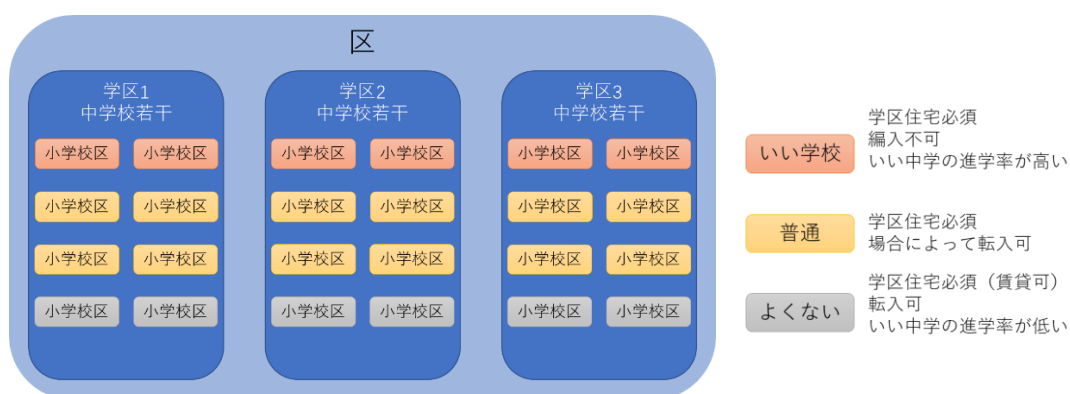 区
学区1
中学校若干
学区2
中学校若干
学区3
中学校若干
小学校区 小学校区 小学校区 小学校区 小学校区 小学校区
小学校区 小学校区 小学校区 小学校区 小学校区 小学校区
小学校区 小学校区 小学校区 小学校区 小学校区 小学校区
小学校区 小学校区 小学校区 小学校区 小学校区 小学校区
いい学校
学区住宅必須
編入不可
いい中学の進学率が高い
普通
学区住宅必須
場合によって転入可
よくない
学区住宅必須（賃貸可）
転入可
いい中学の進学率が低い